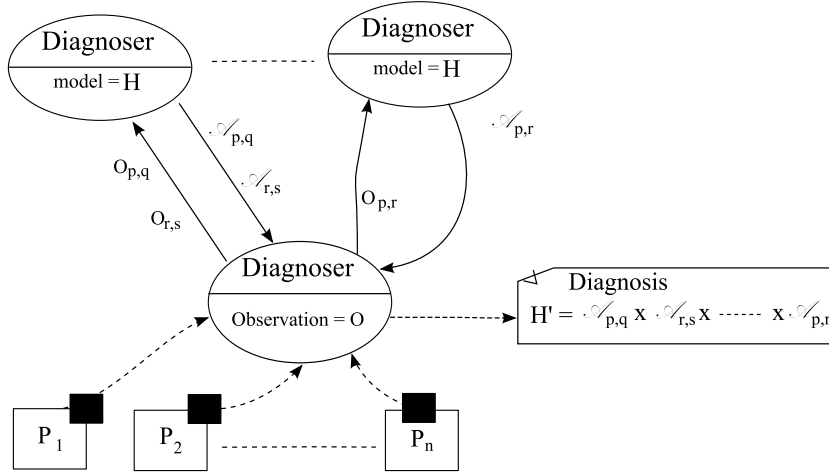 Diagnoser
model = H
Diagnoser
model = H
𝒜p,q
𝒜r,s
Op,q
Or,s
Op,r
𝒜p,r
Diagnoser
Observation = O
Diagnosis
H' = 𝒜p,q x 𝒜r,s x ------ x 𝒜p,r
P1
P2
Pn